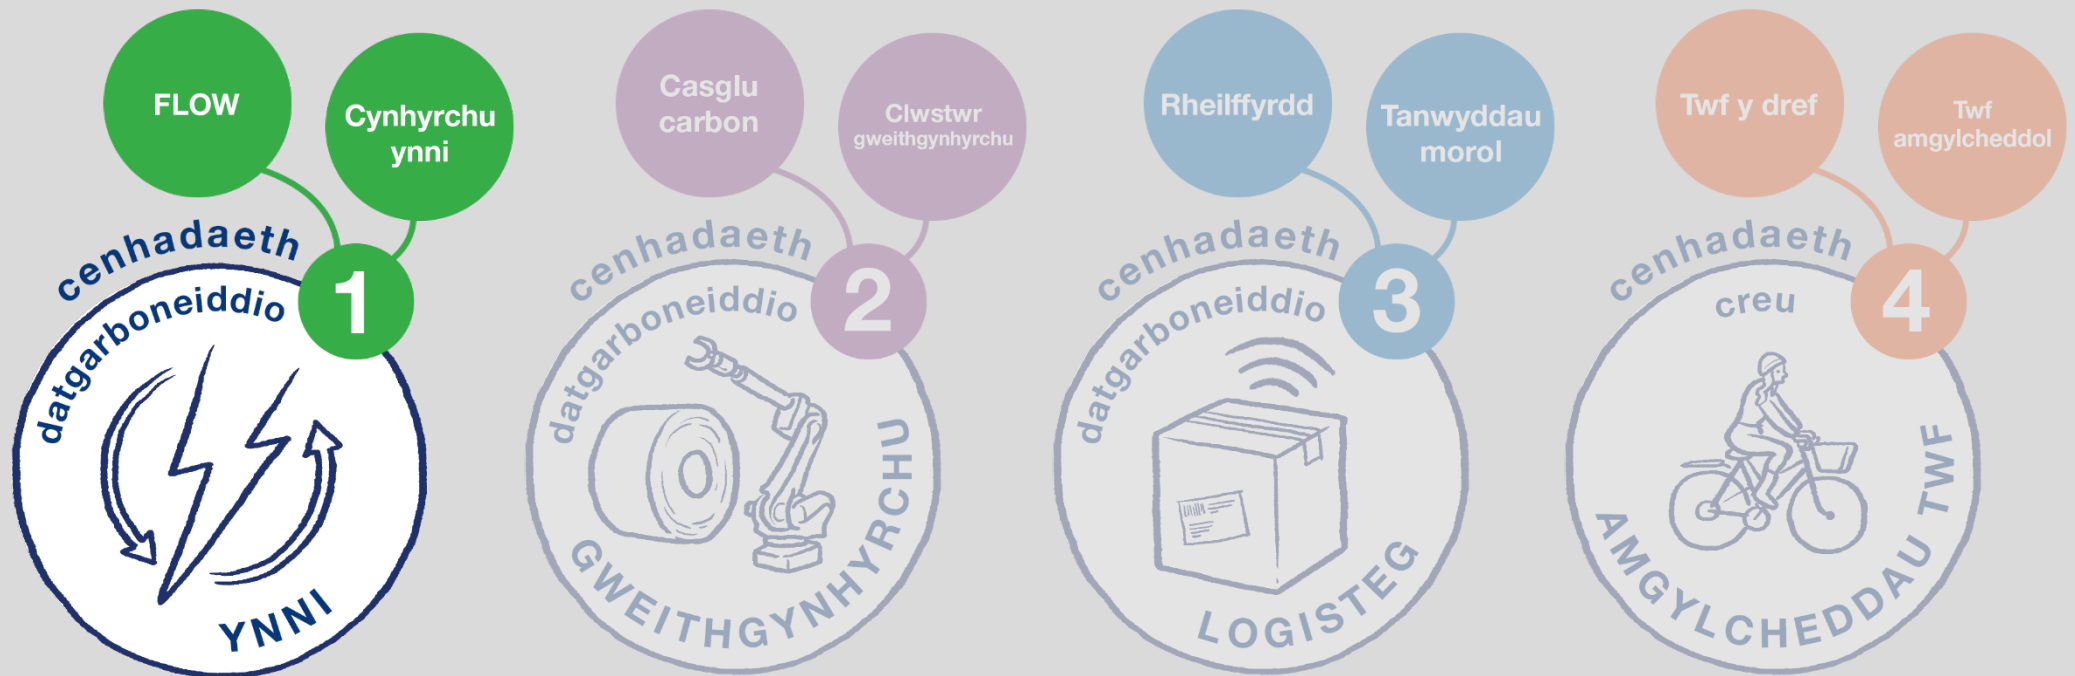 FLOW
Cynhyrchu
ynni
cenhadaeth
1
datgarboneiddio
YNNI
Casglu
carbon
Clwstwr
gweithgynhyrchu
cenhadaeth
2
datgarboneiddio
GWEITHGYNHYRCHU
Rheilffyrdd
Tanwyddau
morol
cenhadaeth
3
datgarboneiddio
LOGISTEG
Twf y dref
Twf
amgylcheddol
cenhadaeth
4
creu
AMGYLCHEDDAU TWF